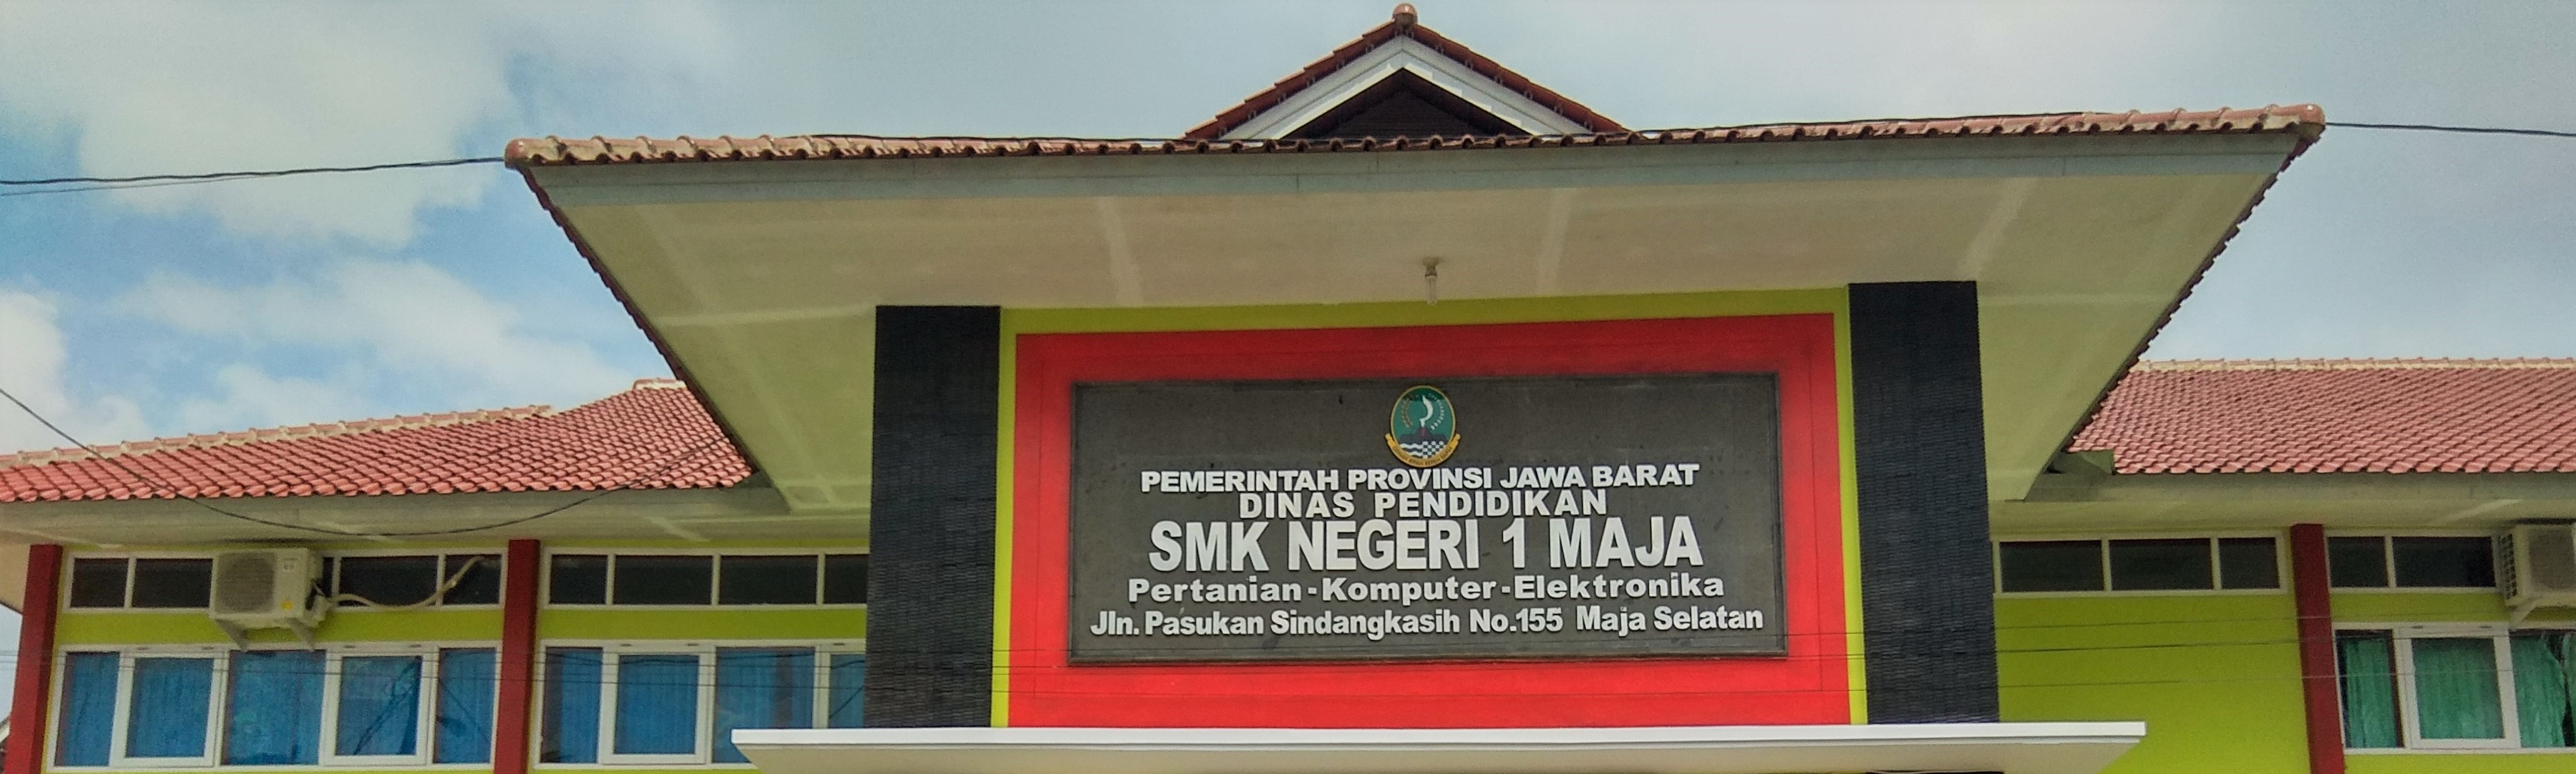 PEMERINTAH PROVINSI JAWA BARAT
DINAS PENDIDIKAN
SMK NEGERI 1 MAJA
Pertanian-Komputer-Elektronika
Jln. Pasukan Sindangkasih No.155 Maja Selatan